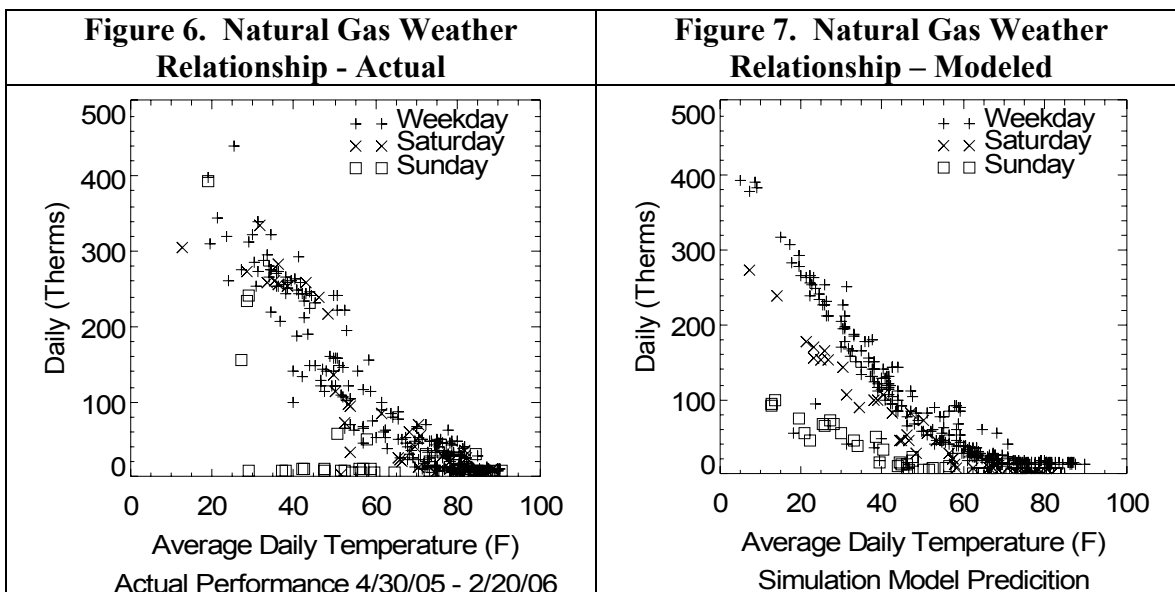 Figure 6. Natural Gas Weather
Relationship - Actual
500
400
300
200
100
0
Daily (Therms)
+ + Weekday
× × Saturday
□ □ Sunday
0 20 40 60 80 100
Average Daily Temperature (F)
Actual Performance 4/30/05 - 2/20/06
Figure 7. Natural Gas Weather
Relationship – Modeled
500
400
300
200
100
0
Daily (Therms)
+ + Weekday
× × Saturday
□ □ Sunday
0 20 40 60 80 100
Average Daily Temperature (F)
Simulation Model Predicition